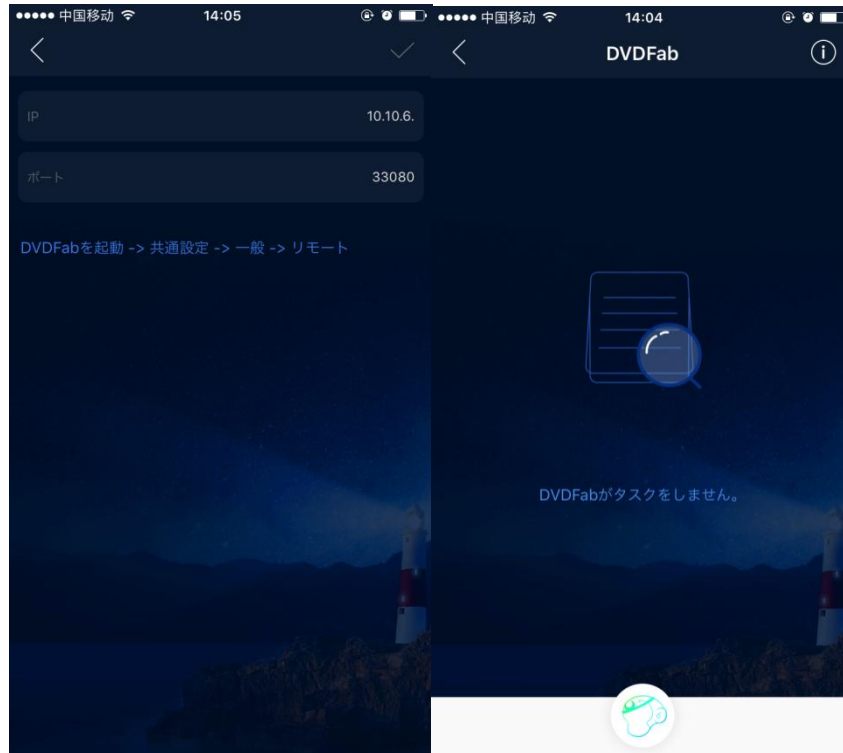 中国移动 14:05
IP 10.10.6.
ポート 33080
DVDFabを起動 -> 共通設定 -> 一般 -> リモート
中国移动 14:04
DVDFab
DVDFabがタスクをしません。